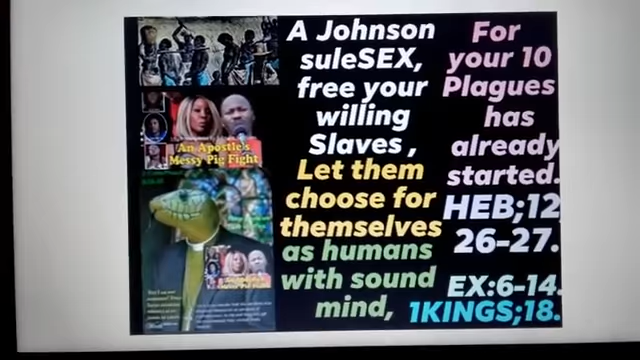 A Johnson
suleSEX,
free your
willing
Slaves ,
Let them
choose for
themselves
as humans
with sound
mind,
For
your 10
Plagues
has
already
started.
HEB;12
26-27.
EX:6-14.
1KINGS;18.
An Apostle's
Messy Pig Fight